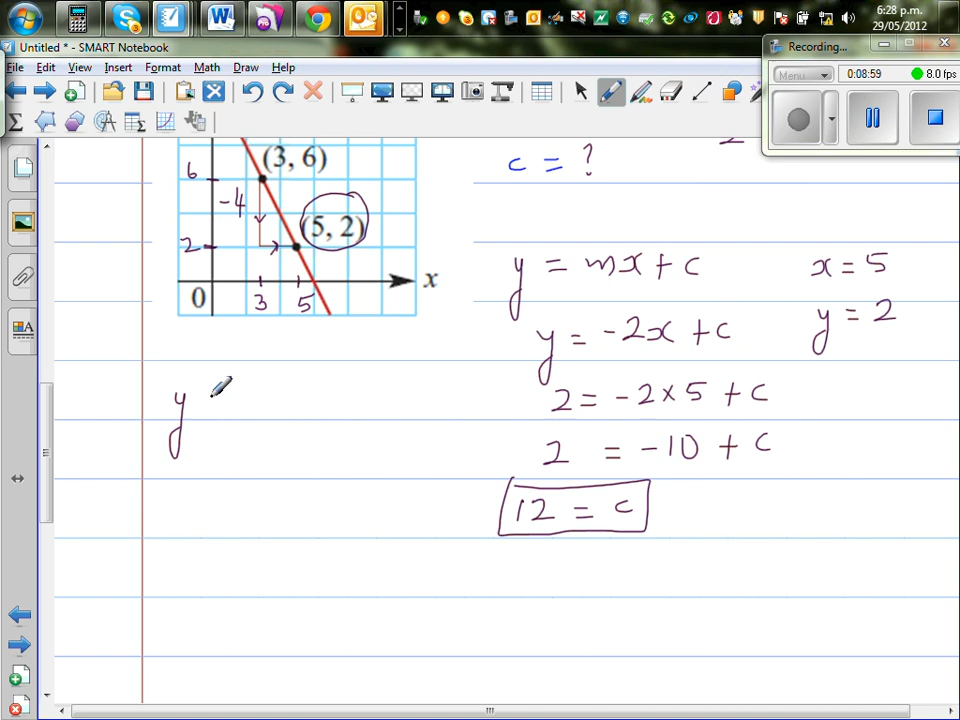 6:28 pm
29/05/2012
Untitled * - SMART Notebook
Recording...
File Edit View Insert Format Math Draw Help
Menu
0:08:59
8.0 fps
(3, 6)
6
-4
(5, 2)
2
x
0
3
5
c = ?
y = mx + c
x = 5
y = -2x + c
y = 2
2 = -2 × 5 + c
2 = -10 + c
12 = c
y